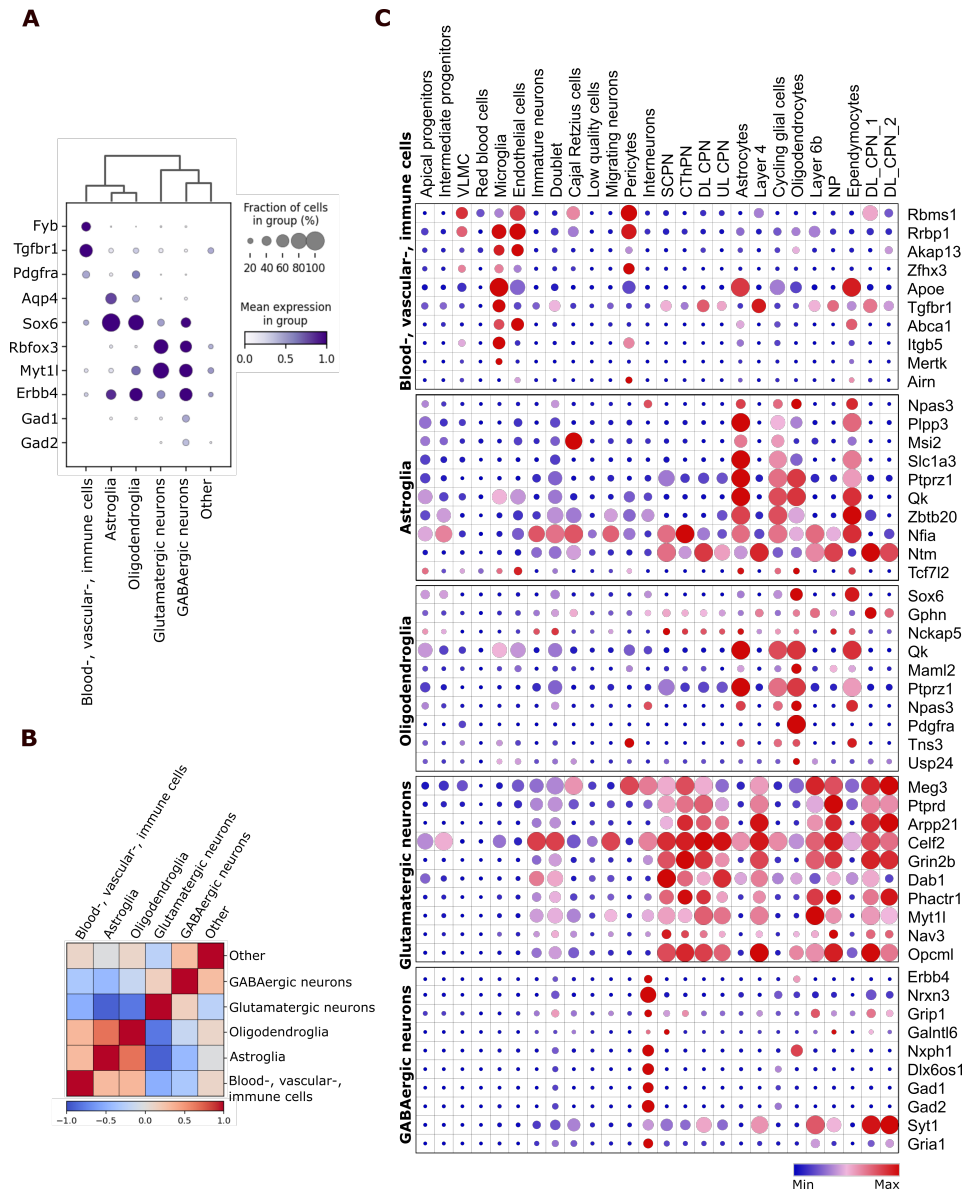 A
Fyb
Tgfbr1
Pdgfra
Aqp4
Sox6
Rbfox3
Myt1l
Erbb4
Gad1
Gad2
Blood-, vascular-, immune cells
Astroglia
Oligodendroglia
Glutamatergic neurons
GABAergic neurons
Other
Fraction of cells
in group (%)
20 40 60 80 100
Mean expression
in group
0.0 0.5 1.0
B
Blood-, vascular-, immune cells
Astroglia
Oligodendroglia
Glutamatergic neurons
GABAergic neurons
Other
Other
GABAergic neurons
Glutamatergic neurons
Oligodendroglia
Astroglia
Blood-, vascular-,
immune cells
−1.0 −0.5 0.0 0.5 1.0
C
Apical progenitors
Intermediate progenitors
VLMC
Red blood cells
Microglia
Endothelial cells
Immature neurons
Doublet
Cajal Retzius cells
Low quality cells
Migrating neurons
Pericytes
Interneurons
SCPN
CThPN
DL CPN
UL CPN
Astrocytes
Layer 4
Cycling glial cells
Oligodendrocytes
Layer 6b
NP
Ependymocytes
DL_CPN_1
DL_CPN_2
Blood-, vascular-, immune cells
Rbms1
Rrbp1
Akap13
Zfhx3
Apoe
Tgfbr1
Abca1
Itgb5
Mertk
Airn
Astroglia
Npas3
Plpp3
Msi2
Slc1a3
Ptprz1
Qk
Zbtb20
Nfia
Ntm
Tcf7l2
Oligodendroglia
Sox6
Gphn
Nckap5
Qk
Maml2
Ptprz1
Npas3
Pdgfra
Tns3
Usp24
Glutamatergic neurons
Meg3
Ptprd
Arpp21
Celf2
Grin2b
Dab1
Phactr1
Myt1l
Nav3
Opcml
GABAergic neurons
Erbb4
Nrxn3
Grip1
Galntl6
Nxph1
Dlx6os1
Gad1
Gad2
Syt1
Gria1
Min Max